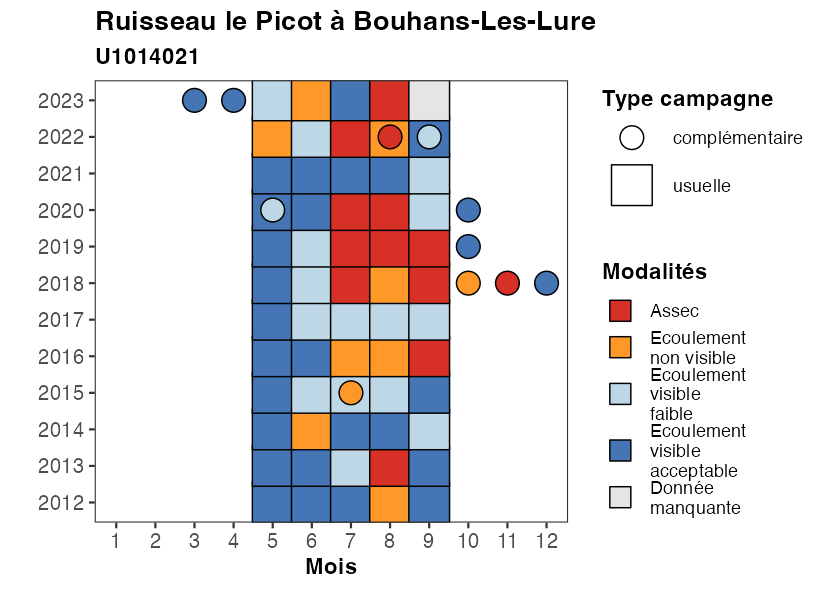 Ruisseau le Picot à Bouhans-Les-Lure
U1014021
2023
2022
2021
2020
2019
2018
2017
2016
2015
2014
2013
2012
1 2 3 4 5 6 7 8 9 10 11 12
Mois
Type campagne
complémentaire
usuelle
Modalités
Assec
Ecoulement
non visible
Ecoulement
visible
faible
Ecoulement
visible
acceptable
Donnée
manquante